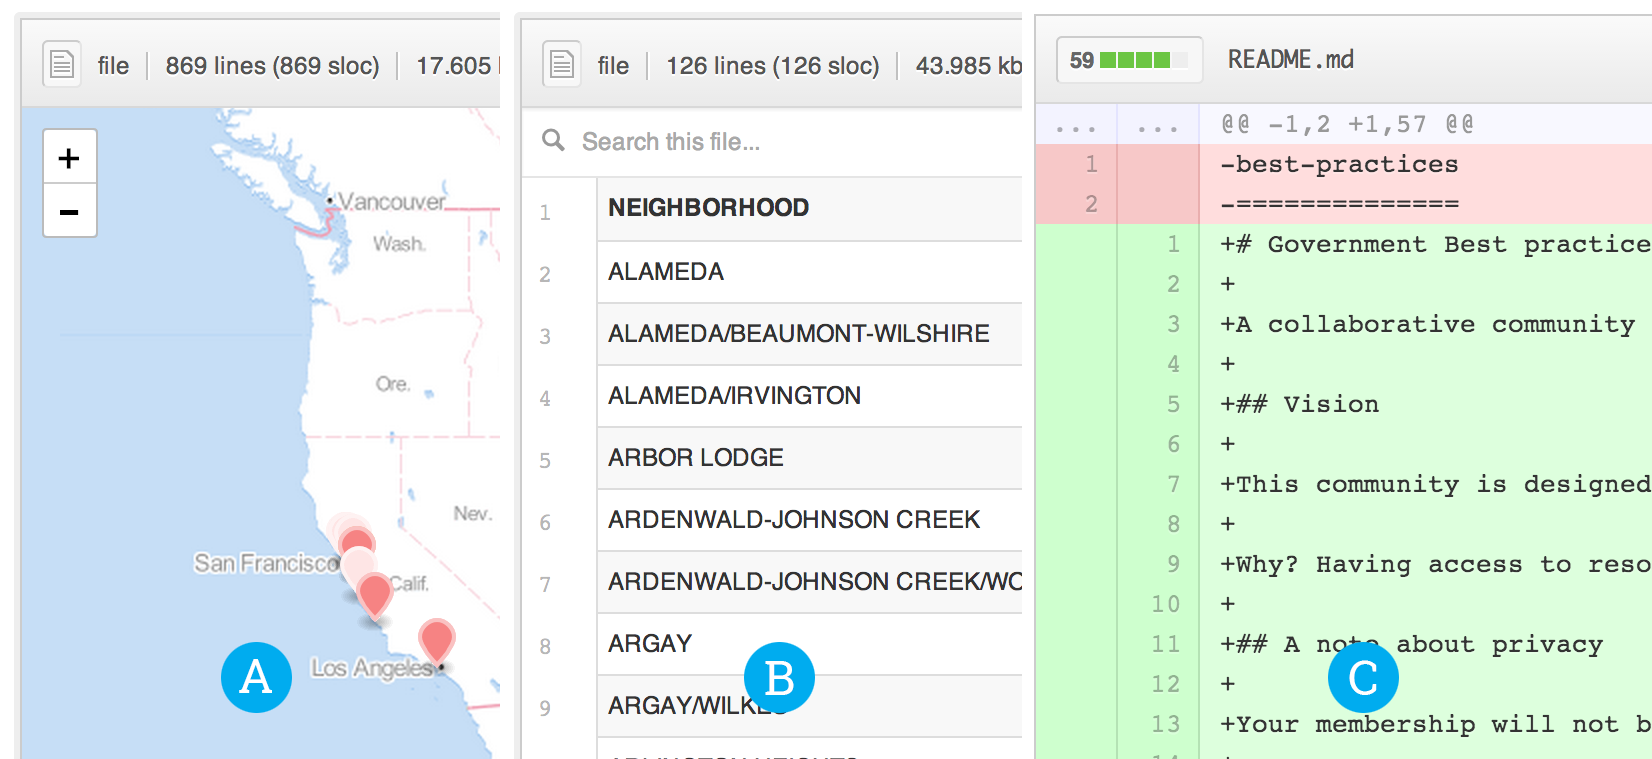 file 869 lines (869 sloc) 17.605
+
−
Vancouver
Wash.
Ore.
Nev.
San Francisco
Calif.
Los Angeles
A
file 126 lines (126 sloc) 43.985 kb
Search this file...
1 NEIGHBORHOOD
2 ALAMEDA
3 ALAMEDA/BEAUMONT-WILSHIRE
4 ALAMEDA/IRVINGTON
5 ARBOR LODGE
6 ARDENWALD-JOHNSON CREEK
7 ARDENWALD-JOHNSON CREEK/WO
8 ARGAY
9 ARGAY/WILKES
B
59 README.md
... ... @@ -1,2 +1,57 @@
1 -best-practices
2 -==============
1 +# Government Best practice
2 +
3 +A collaborative community
4 +
5 +## Vision
6 +
7 +This community is designed
8 +
9 +Why? Having access to reso
10 +
11 +## A note about privacy
12 +
13 +Your membership will not b
C